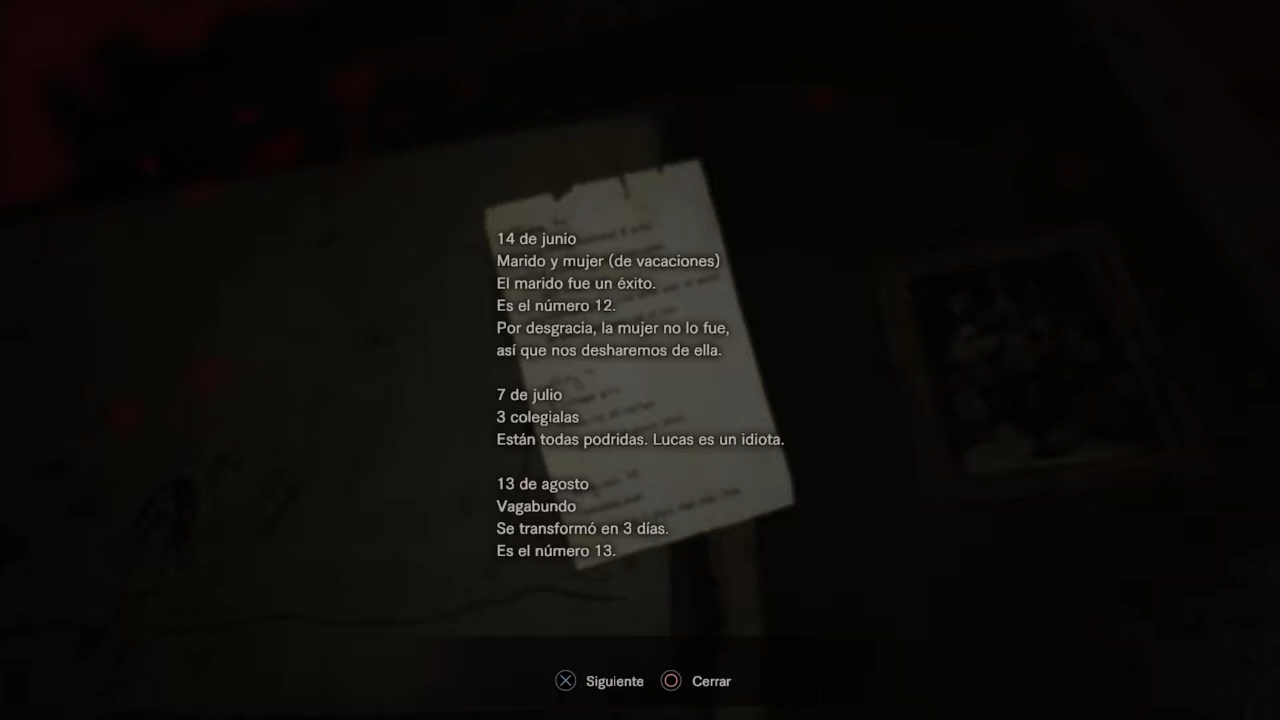 14 de junio
Marido y mujer (de vacaciones)
El marido fue un éxito.
Es el número 12.
Por desgracia, la mujer no lo fue,
así que nos desharemos de ella.
7 de julio
3 colegialas
Están todas podridas. Lucas es un idiota.
13 de agosto
Vagabundo
Se transformó en 3 días.
Es el número 13.
Siguiente
Cerrar